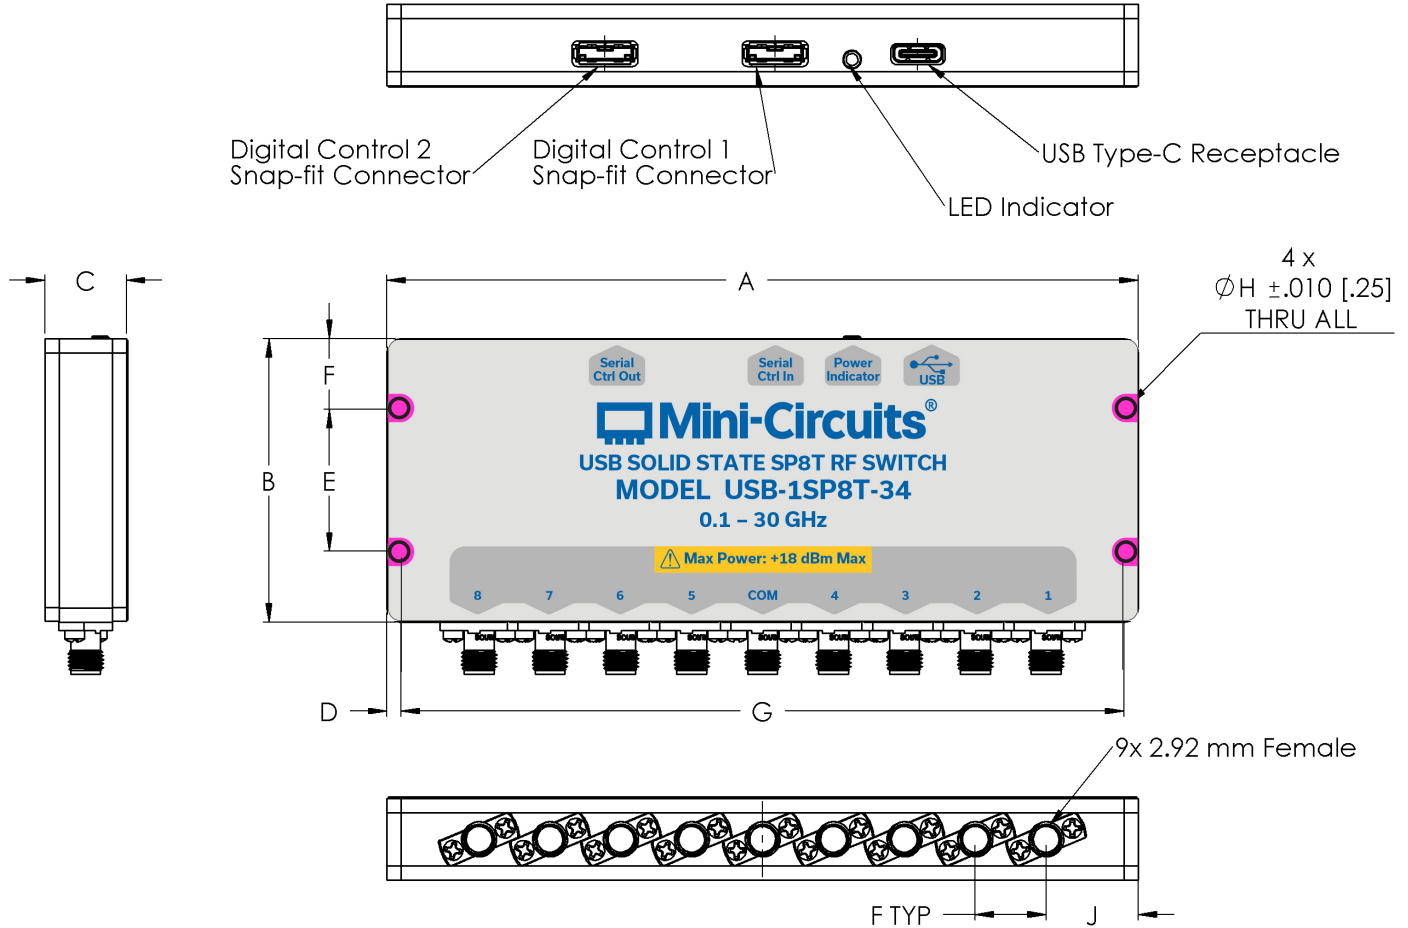 Digital Control 2
Snap-fit Connector
Digital Control 1
Snap-fit Connector
USB Type-C Receptacle
LED Indicator
4 x
∅H ±.010 [.25]
THRU ALL
C
A
F
B
E
Serial
Ctrl Out
Serial
Ctrl In
Power
Indicator
USB
Mini-Circuits®
USB SOLID STATE SP8T RF SWITCH
MODEL USB-1SP8T-34
0.1 – 30 GHz
Max Power: +18 dBm Max
8 7 6 5 COM 4 3 2 1
D
G
9x 2.92 mm Female
F TYP
J